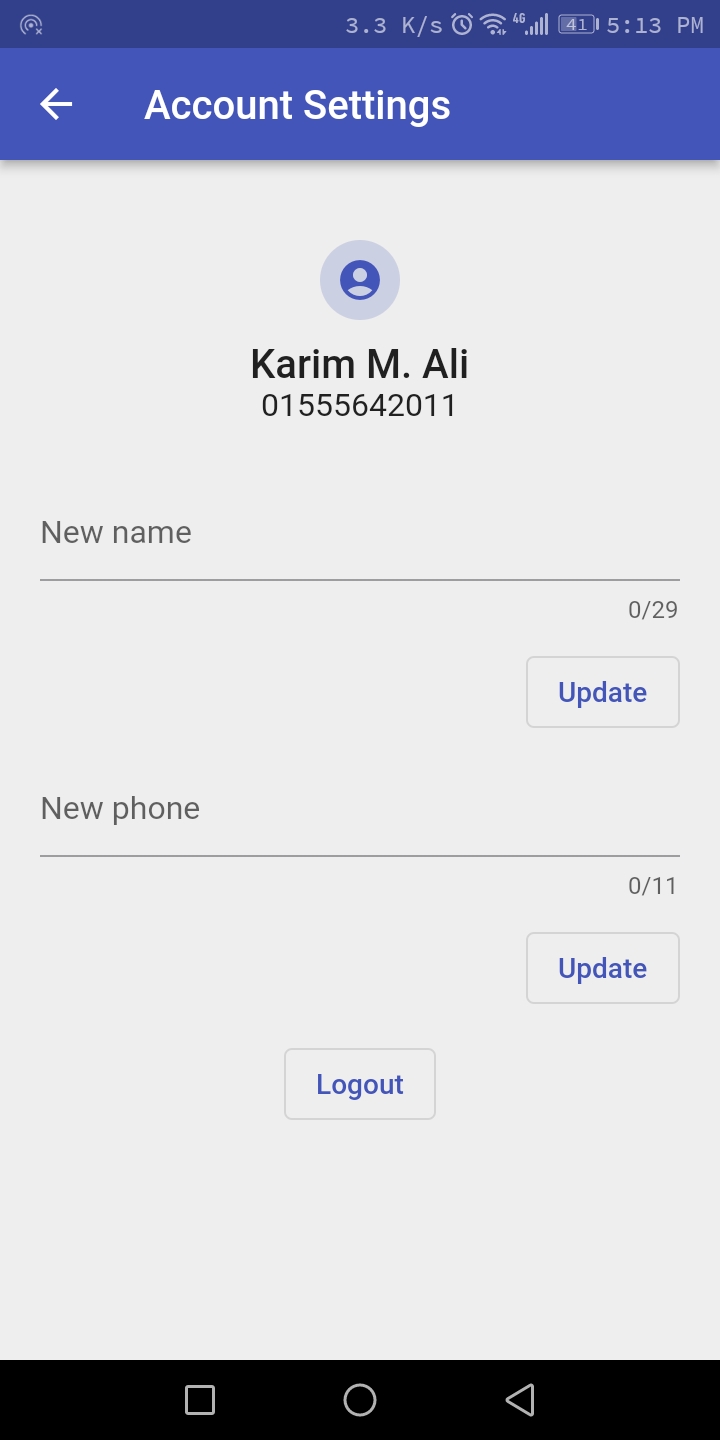 3.3 K/s 4G 41 5:13 PM
Account Settings
Karim M. Ali
01555642011
New name
0/29
Update
New phone
0/11
Update
Logout